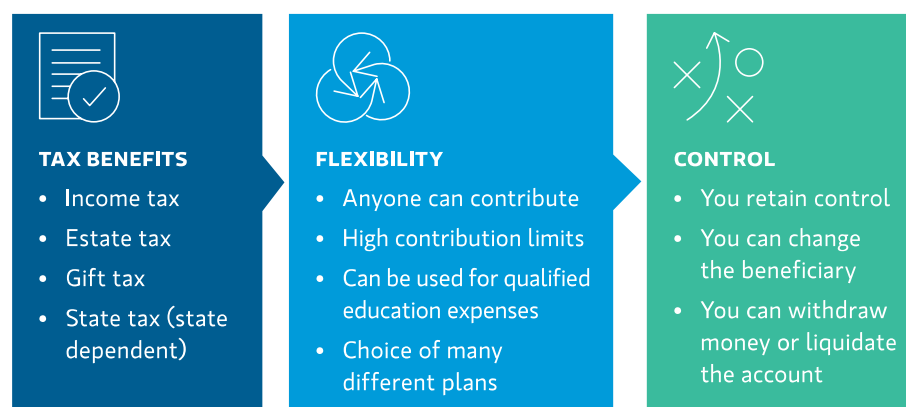 TAX BENEFITS
• Income tax
• Estate tax
• Gift tax
• State tax (state
dependent)
FLEXIBILITY
• Anyone can contribute
• High contribution limits
• Can be used for qualified
education expenses
• Choice of many
different plans
CONTROL
• You retain control
• You can change
the beneficiary
• You can withdraw
money or liquidate
the account